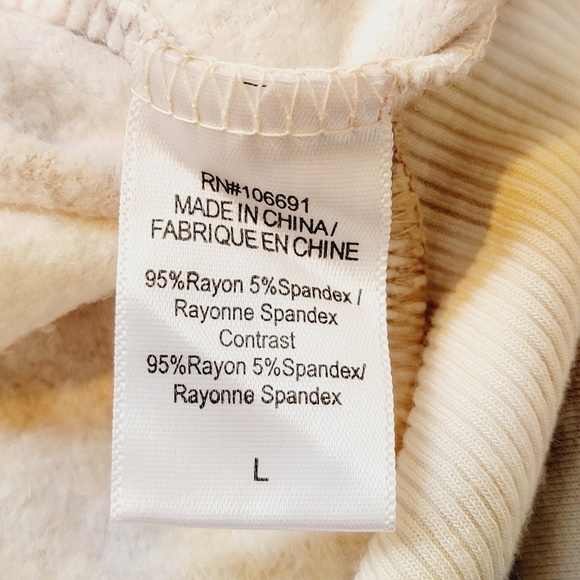 RN#106691
MADE IN CHINA/
FABRIQUE EN CHINE
95%Rayon 5%Spandex /
Rayonne Spandex
Contrast
95%Rayon 5%Spandex/
Rayonne Spandex
L